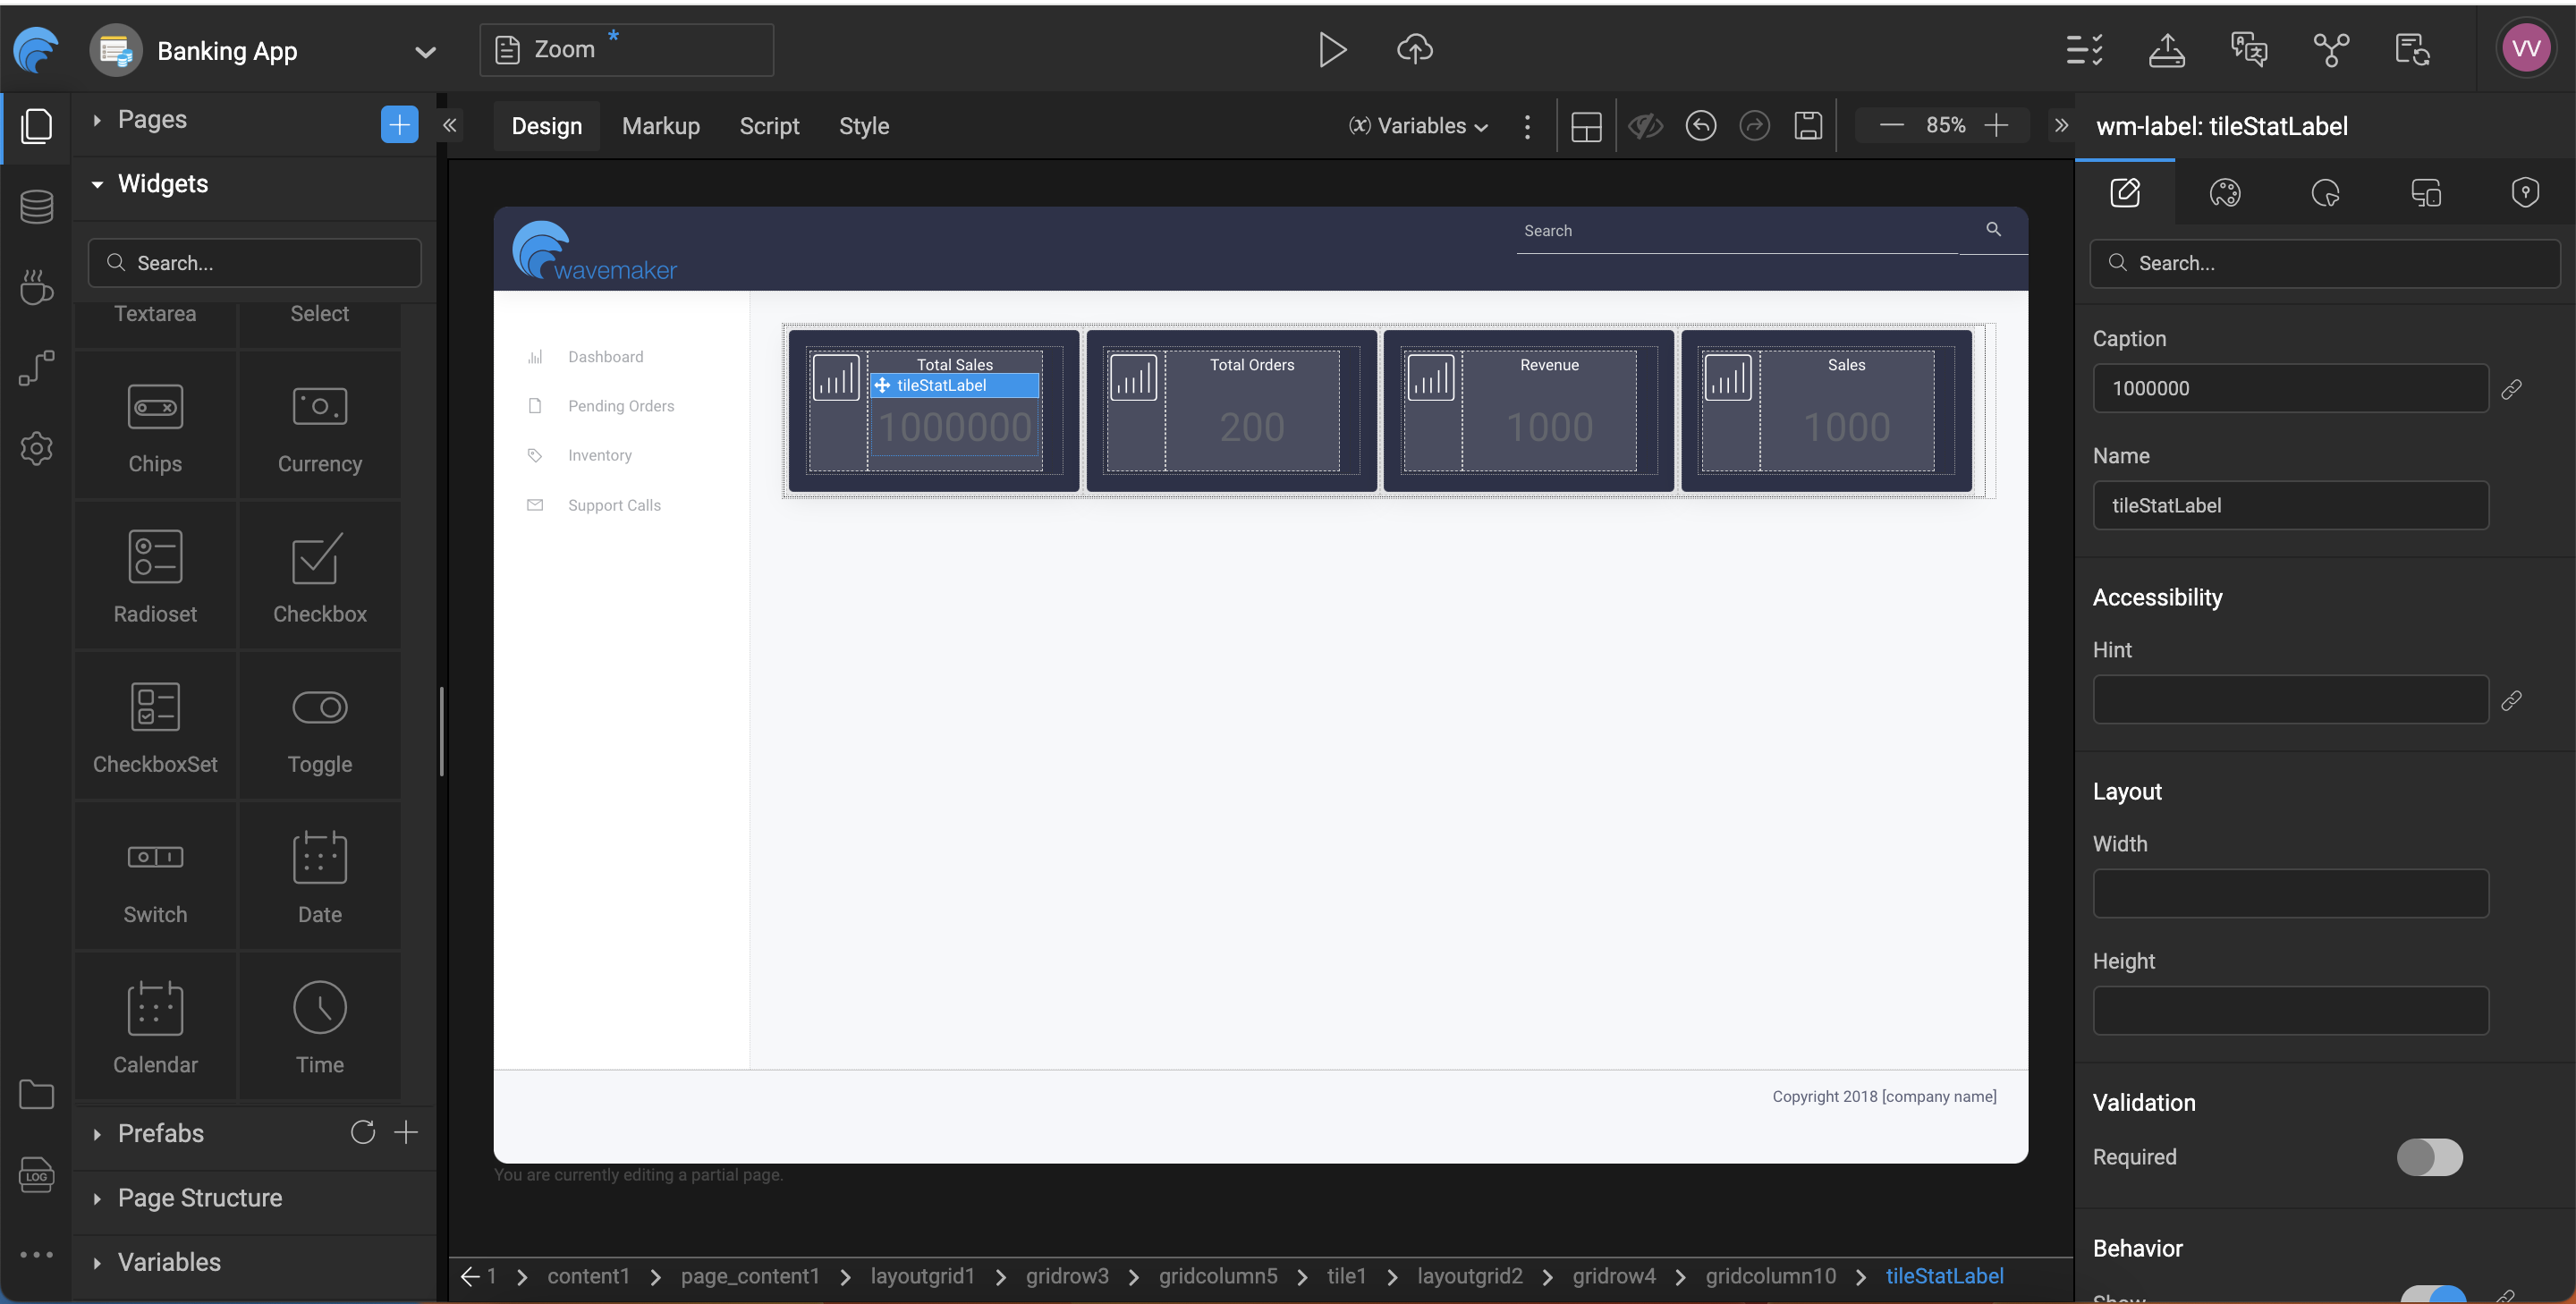 Banking App
Zoom *
VV
Pages
Design Markup Script Style
(x) Variables
85%
wm-label: tileStatLabel
Widgets
Search...
Textarea Select
Chips Currency
Radioset Checkbox
CheckboxSet Toggle
Switch Date
Calendar Time
Prefabs
LOG
Page Structure
Variables
wavemaker
Search
Dashboard
Pending Orders
Inventory
Support Calls
Total Sales
tileStatLabel
1000000
Total Orders
200
Revenue
1000
Sales
1000
Copyright 2018 [company name]
You are currently editing a partial page.
1 content1 page_content1 layoutgrid1 gridrow3 gridcolumn5 tile1 layoutgrid2 gridrow4 gridcolumn10 tileStatLabel
Search...
Caption
1000000
Name
tileStatLabel
Accessibility
Hint
Layout
Width
Height
Validation
Required
Behavior
Show